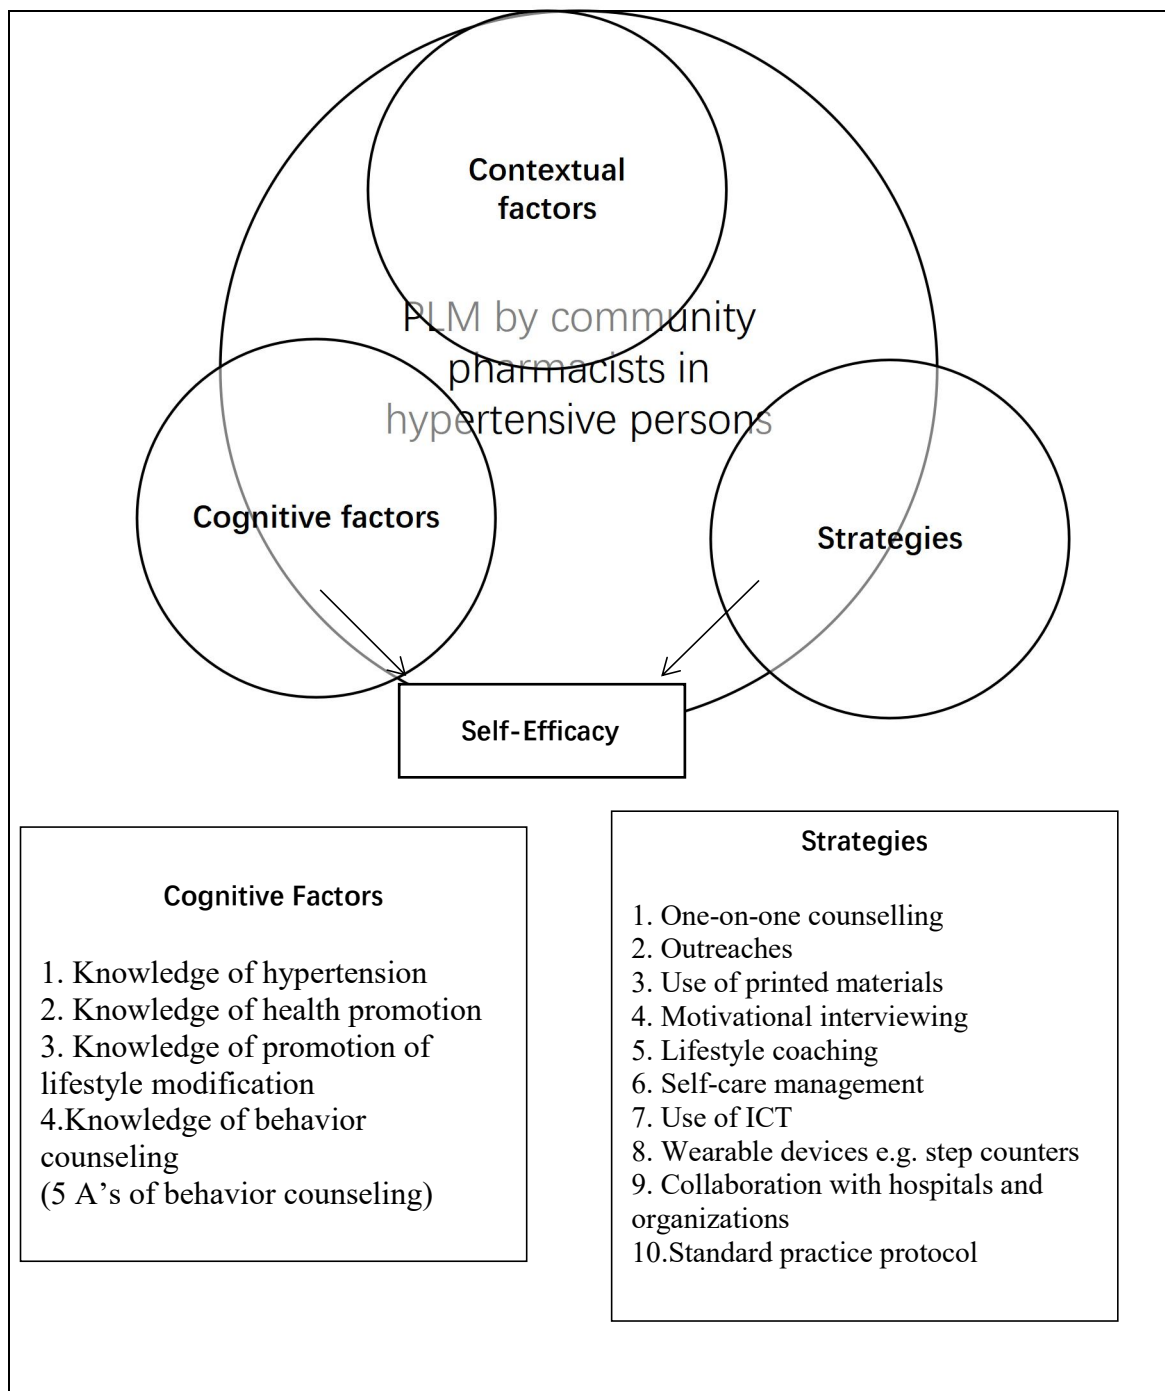 Contextual
factors
PLM by community
pharmacists in
hypertensive persons
Cognitive factors
Strategies
Self-Efficacy
Cognitive Factors
1. Knowledge of hypertension
2. Knowledge of health promotion
3. Knowledge of promotion of
lifestyle modification
4.Knowledge of behavior
counseling
(5 A’s of behavior counseling)
Strategies
1. One-on-one counselling
2. Outreaches
3. Use of printed materials
4. Motivational interviewing
5. Lifestyle coaching
6. Self-care management
7. Use of ICT
8. Wearable devices e.g. step counters
9. Collaboration with hospitals and
organizations
10.Standard practice protocol